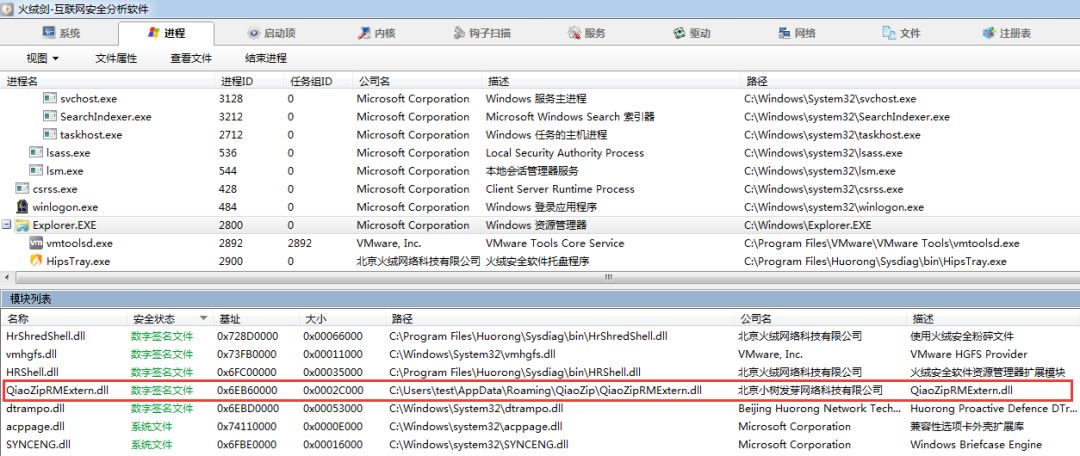 火绒剑-互联网安全分析软件
系统 进程 启动项 内核 钩子扫描 服务 驱动 网络 文件 注册表
视图 文件属性 查看文件 结束进程
进程名 进程ID 任务组ID 公司名 描述 路径
svchost.exe 3128 0 Microsoft Corporation Windows 服务主进程 C:\Windows\System32\svchost.exe
SearchIndexer.exe 3212 0 Microsoft Corporation Microsoft Windows Search 索引器 C:\Windows\system32\SearchIndexer.exe
taskhost.exe 2712 0 Microsoft Corporation Windows 任务的主机进程 C:\Windows\system32\taskhost.exe
lsass.exe 536 0 Microsoft Corporation Local Security Authority Process C:\Windows\system32\lsass.exe
lsm.exe 544 0 Microsoft Corporation 本地会话管理器服务 C:\Windows\system32\lsm.exe
csrss.exe 428 0 Microsoft Corporation Client Server Runtime Process C:\Windows\system32\csrss.exe
winlogon.exe 484 0 Microsoft Corporation Windows 登录应用程序 C:\Windows\system32\winlogon.exe
Explorer.EXE 2800 0 Microsoft Corporation Windows 资源管理器 C:\Windows\Explorer.EXE
vm vmtoolsd.exe 2892 2892 VMware, Inc. VMware Tools Core Service C:\Program Files\VMware\VMware Tools\vmtoolsd.exe
HipsTray.exe 2900 0 北京火绒网络科技有限公司 火绒安全软件托盘程序 C:\Program Files\Huorong\Sysdiag\bin\HipsTray.exe
模块列表
名称 安全状态 基址 大小 路径 公司名 描述
HrShredShell.dll 数字签名文件 0x728D0000 0x00066000 C:\Program Files\Huorong\Sysdiag\bin\HrShredShell.dll 北京火绒网络科技有限公司 使用火绒安全粉碎文件
vmhgfs.dll 数字签名文件 0x73FB0000 0x00011000 C:\Windows\System32\vmhgfs.dll VMware, Inc. VMware HGFS Provider
HRShell.dll 数字签名文件 0x6FC00000 0x00035000 C:\Program Files\Huorong\Sysdiag\bin\HRShell.dll 北京火绒网络科技有限公司 火绒安全软件资源管理器扩展模块
QiaoZipRMExtern.dll 数字签名文件 0x6EB60000 0x0002C000 C:\Users\test\AppData\Roaming\QiaoZip\QiaoZipRMExtern.dll 北京小树发芽网络科技有限公司 QiaoZipRMExtern.dll
dtrampo.dll 数字签名文件 0x6EBD0000 0x00053000 C:\Windows\System32\dtrampo.dll Beijing Huorong Network Tech... Huorong Proactive Defence DTr...
acppage.dll 系统文件 0x74110000 0x0000E000 C:\Windows\system32\acppage.dll Microsoft Corporation 兼容性选项卡外壳扩展库
SYNCENG.dll 系统文件 0x6FBE0000 0x00016000 C:\Windows\System32\SYNCENG.dll Microsoft Corporation Windows Briefcase Engine